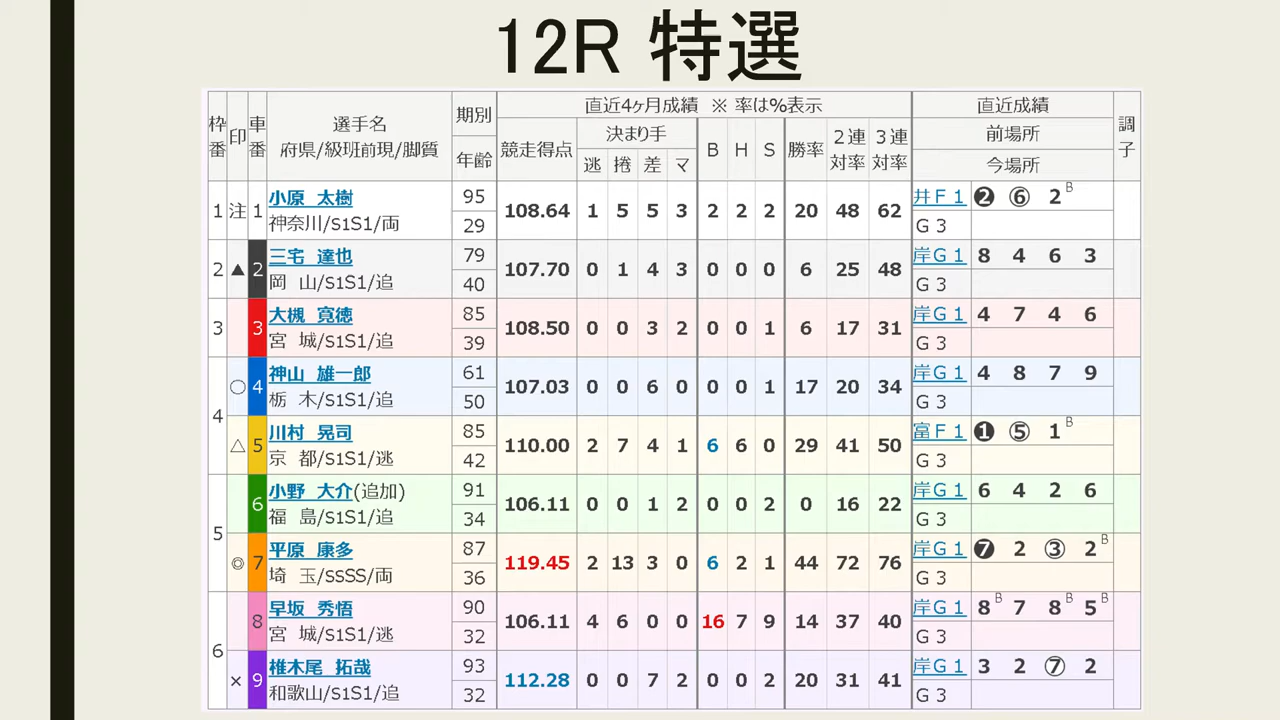 12R 特選
枠番 印 車番 選手名 府県/級班前現/脚質 期別 年齢 直近4ヶ月成績 ※ 率は%表示 直近成績 調子
競走得点 決まり手 B H S 勝率 2連対率 3連対率 前場所 今場所
逃 捲 差 マ
1 注 1 小原 太樹 95 108.64 1 5 5 3 2 2 2 20 48 62 井F1 ❷ ⑥ 2B
神奈川/S1S1/両 29 G3
2 ▲ 2 三宅 達也 79 107.70 0 1 4 3 0 0 0 6 25 48 岸G1 8 4 6 3
岡 山/S1S1/追 40 G3
3 3 大槻 寛徳 85 108.50 0 0 3 2 0 0 1 6 17 31 岸G1 4 7 4 6
宮 城/S1S1/追 39 G3
4 ○ 4 神山 雄一郎 61 107.03 0 0 6 0 0 0 1 17 20 34 岸G1 4 8 7 9
栃 木/S1S1/追 50 G3
△ 5 川村 晃司 85 110.00 2 7 4 1 6 6 0 29 41 50 富F1 ❶ ⑤ 1B
京 都/S1S1/逃 42 G3
5 6 小野 大介(追加) 91 106.11 0 0 1 2 0 0 2 0 16 22 岸G1 6 4 2 6
福 島/S1S1/追 34 G3
◎ 7 平原 康多 87 119.45 2 13 3 0 6 2 1 44 72 76 岸G1 ❼ 2 ③ 2B
埼 玉/SSSS/両 36 G3
6 8 早坂 秀悟 90 106.11 4 6 0 0 16 7 9 14 37 40 岸G1 8B 7 8B 5B
宮 城/S1S1/逃 32 G3
× 9 椎木尾 拓哉 93 112.28 0 0 7 2 0 0 2 20 31 41 岸G1 3 2 ⑦ 2
和歌山/S1S1/追 32 G3